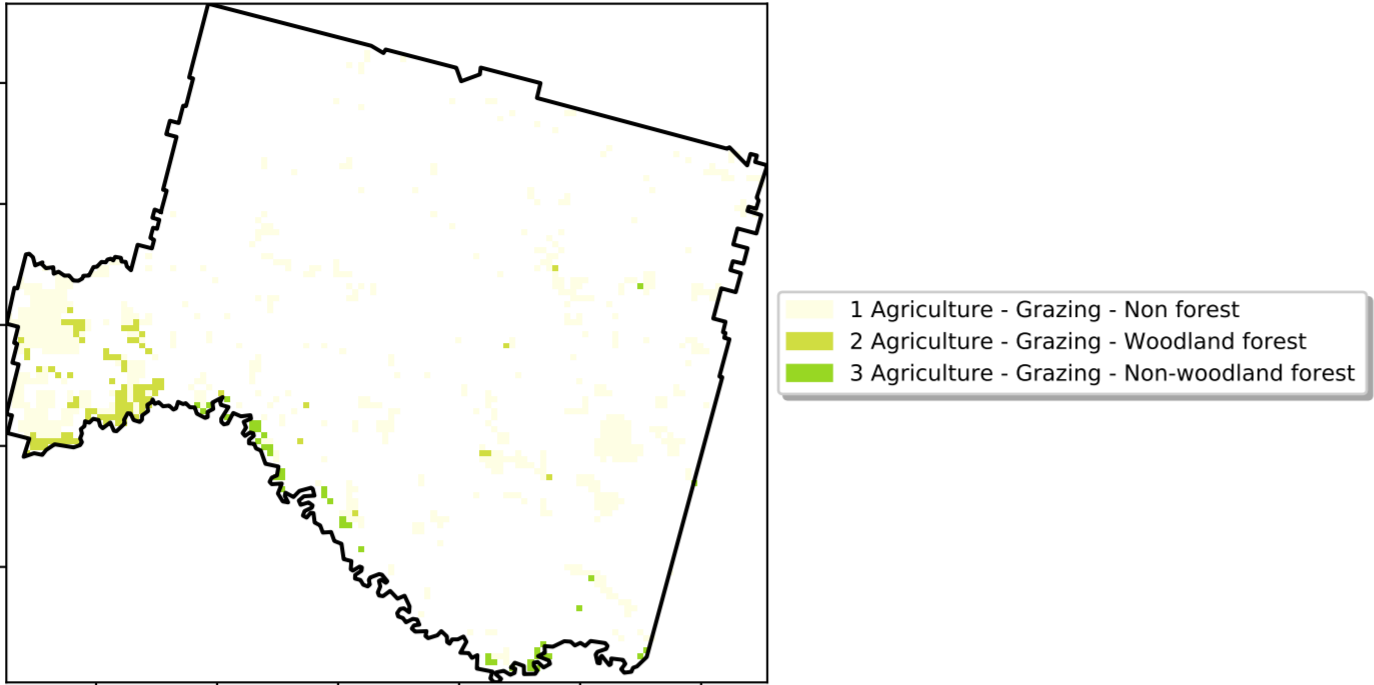 1 Agriculture - Grazing - Non forest
2 Agriculture - Grazing - Woodland forest
3 Agriculture - Grazing - Non-woodland forest